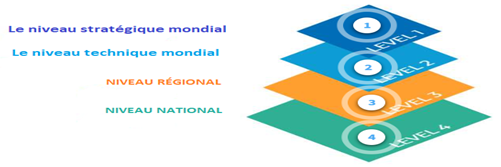 Le niveau stratégique mondial
1
LEVEL 1
Le niveau technique mondial
2
LEVEL 2
NIVEAU RÉGIONAL
3
LEVEL 3
NIVEAU NATIONAL
4
LEVEL 4